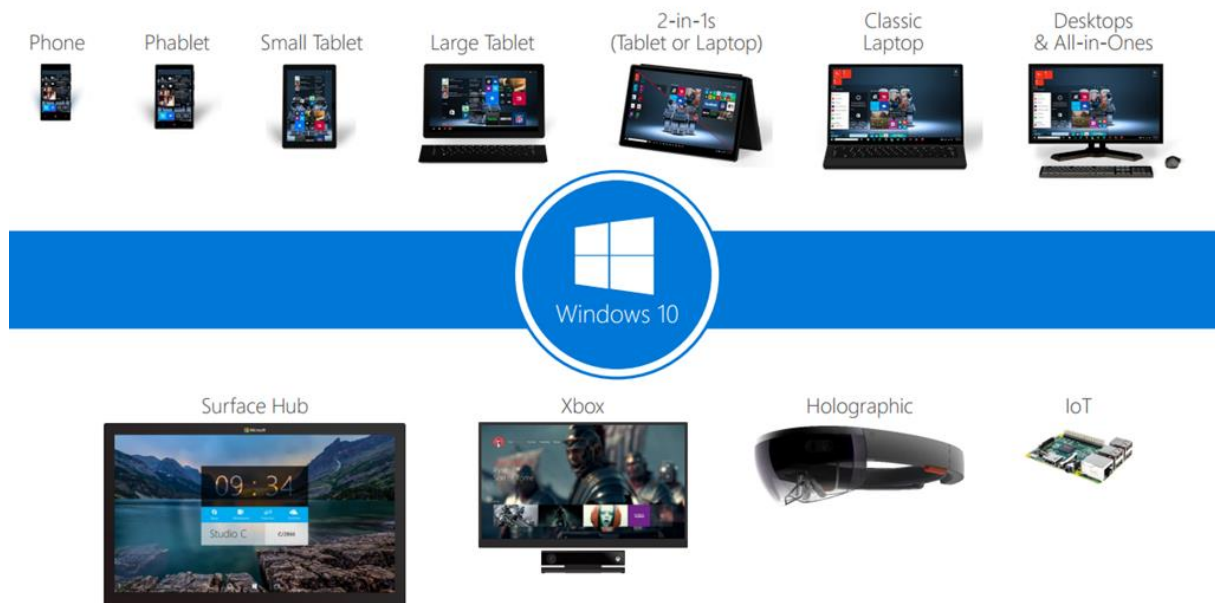 Phone
Phablet
Small Tablet
Large Tablet
2-in-1s
(Tablet or Laptop)
Classic
Laptop
Desktops
& All-in-Ones
Windows 10
Surface Hub
Xbox
Holographic
IoT
Microsoft
09 : 34
Studio C